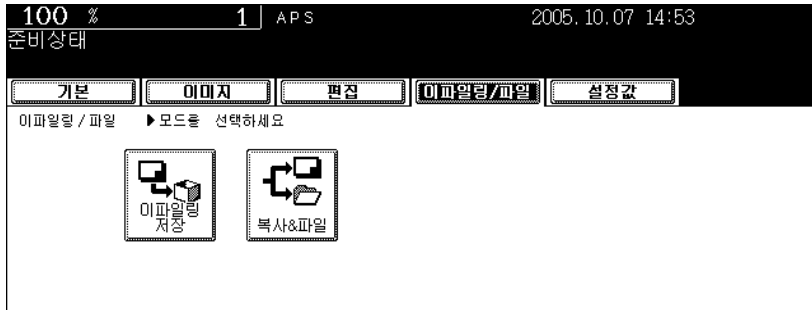 100 % 1 APS 2005.10.07 14:53
준비상태
기본 이미지 편집 이파일링/파일 설정값
이파일링 / 파일 ▶모드를 선택하세요
이파일링 저장
복사&파일